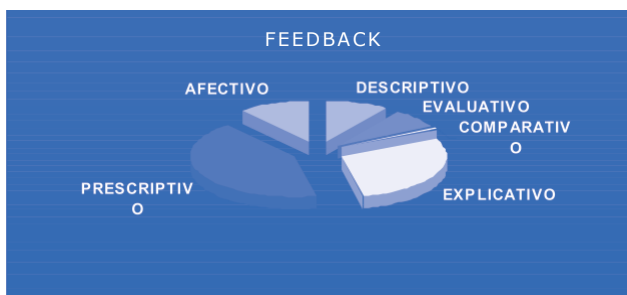 FEEDBACK
AFECTIVO
DESCRIPTIVO
EVALUATIVO
COMPARATIV
O
PRESCRIPTIV
O
EXPLICATIVO